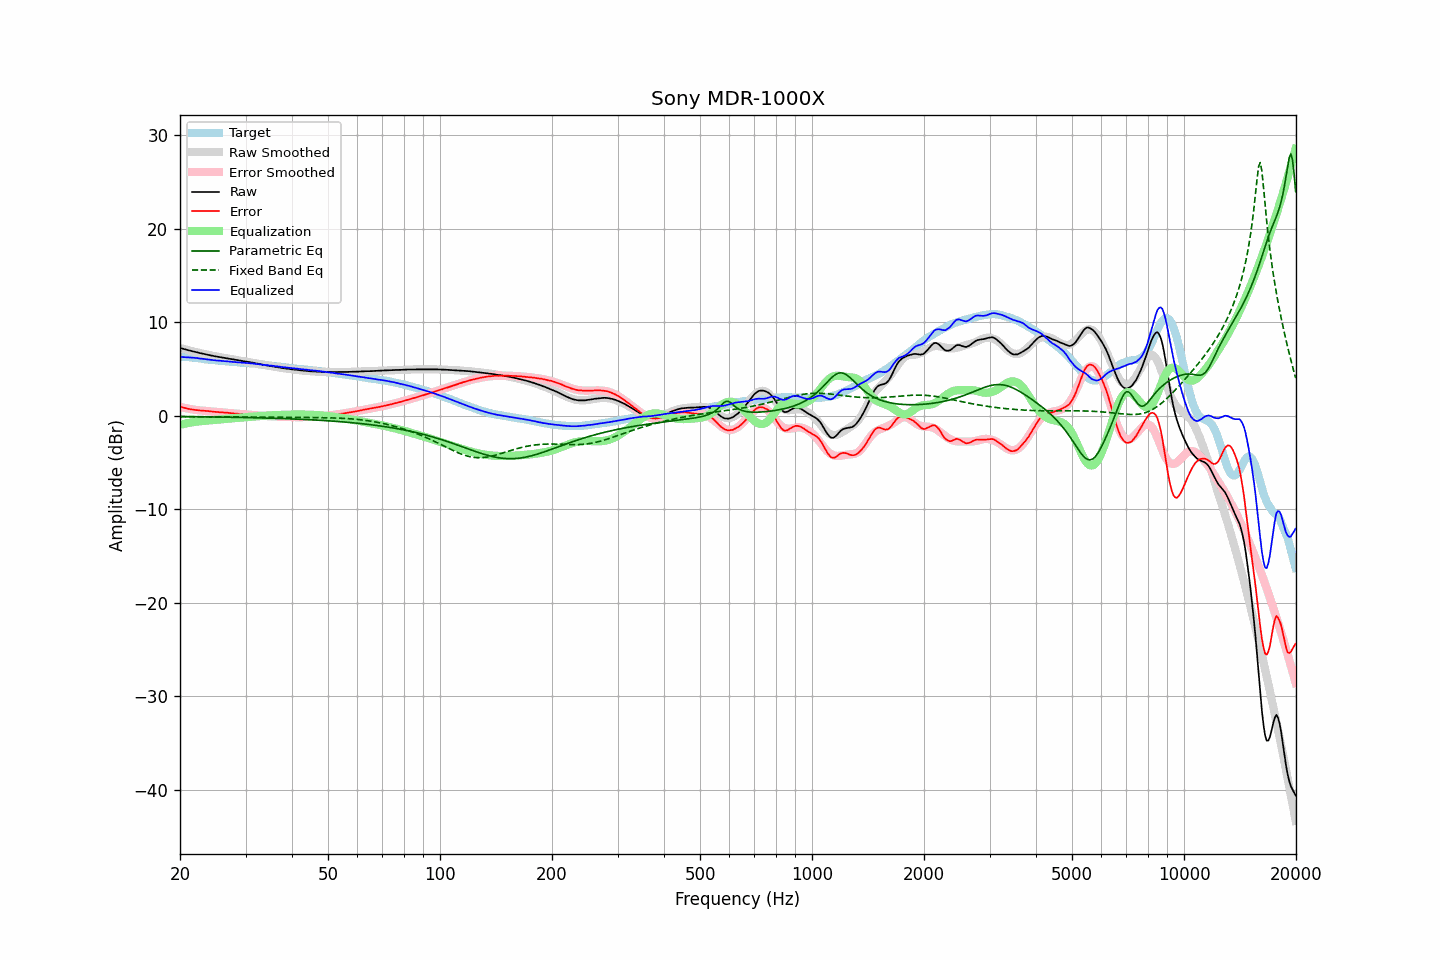 Sony MDR-1000X
Target
Raw Smoothed
Error Smoothed
Raw
Error
Equalization
Parametric Eq
Fixed Band Eq
Equalized
30
20
10
0
−10
−20
−30
−40
Amplitude (dBr)
20 50 100 200 500 1000 2000 5000 10000 20000
Frequency (Hz)